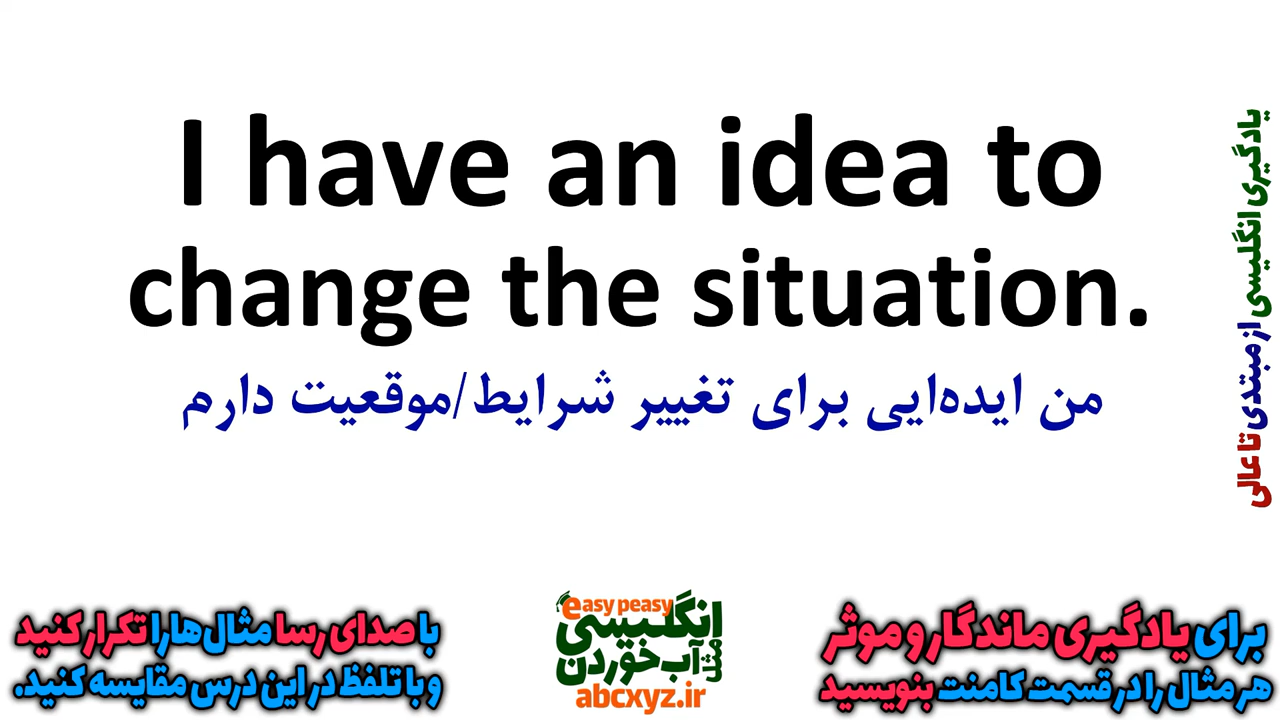 I have an idea to
change the situation.
من ایده‌ایی برای تغییر شرایط/موقعیت دارم
یادگیری انگلیسی از مبتدی تا عالی
با صدای رسا مثال‌ها را تکرار کنید
و با تلفظ در این درس مقایسه کنید.
easy peasy
انگلیسی
مثل آب خوردن
abcxyz.ir
برای یادگیری ماندگار و موثر
هر مثال را در قسمت کامنت بنویسید